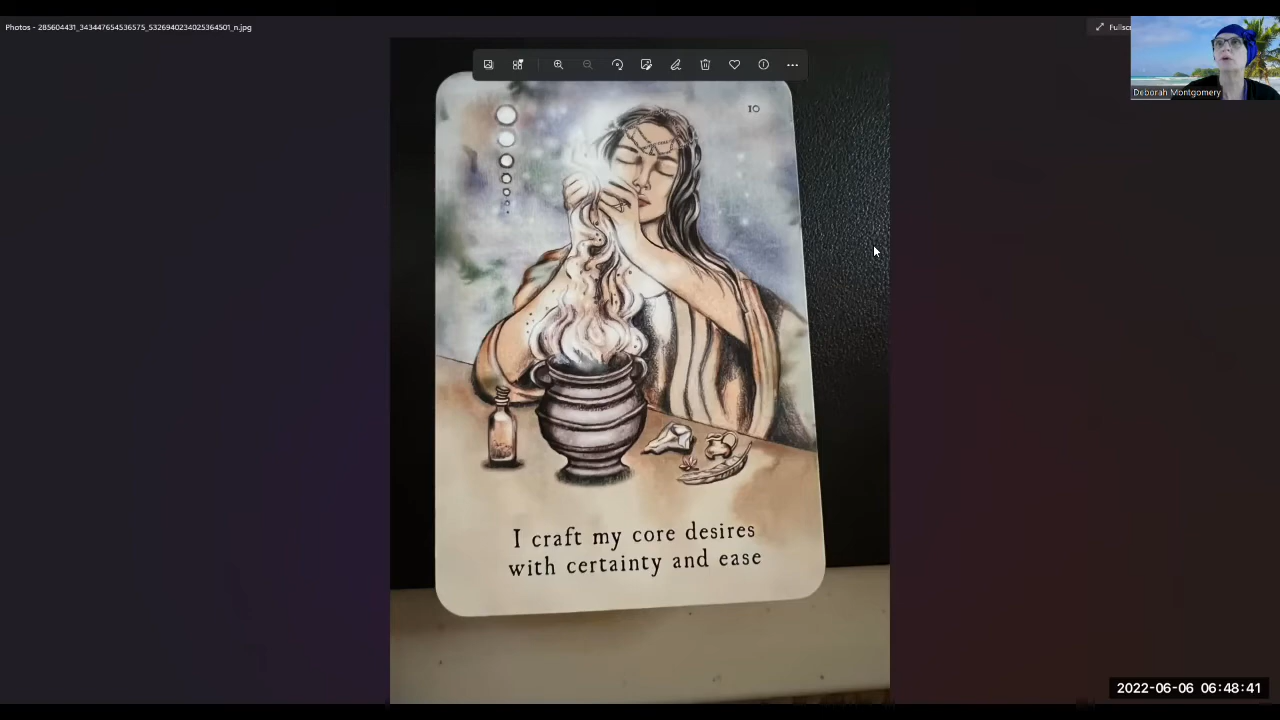 Photos - 285604431_343447654536575_5326940234025364501_n.jpg
Deborah Montgomery
10
I craft my core desires
with certainty and ease
2022-06-06 06:48:41